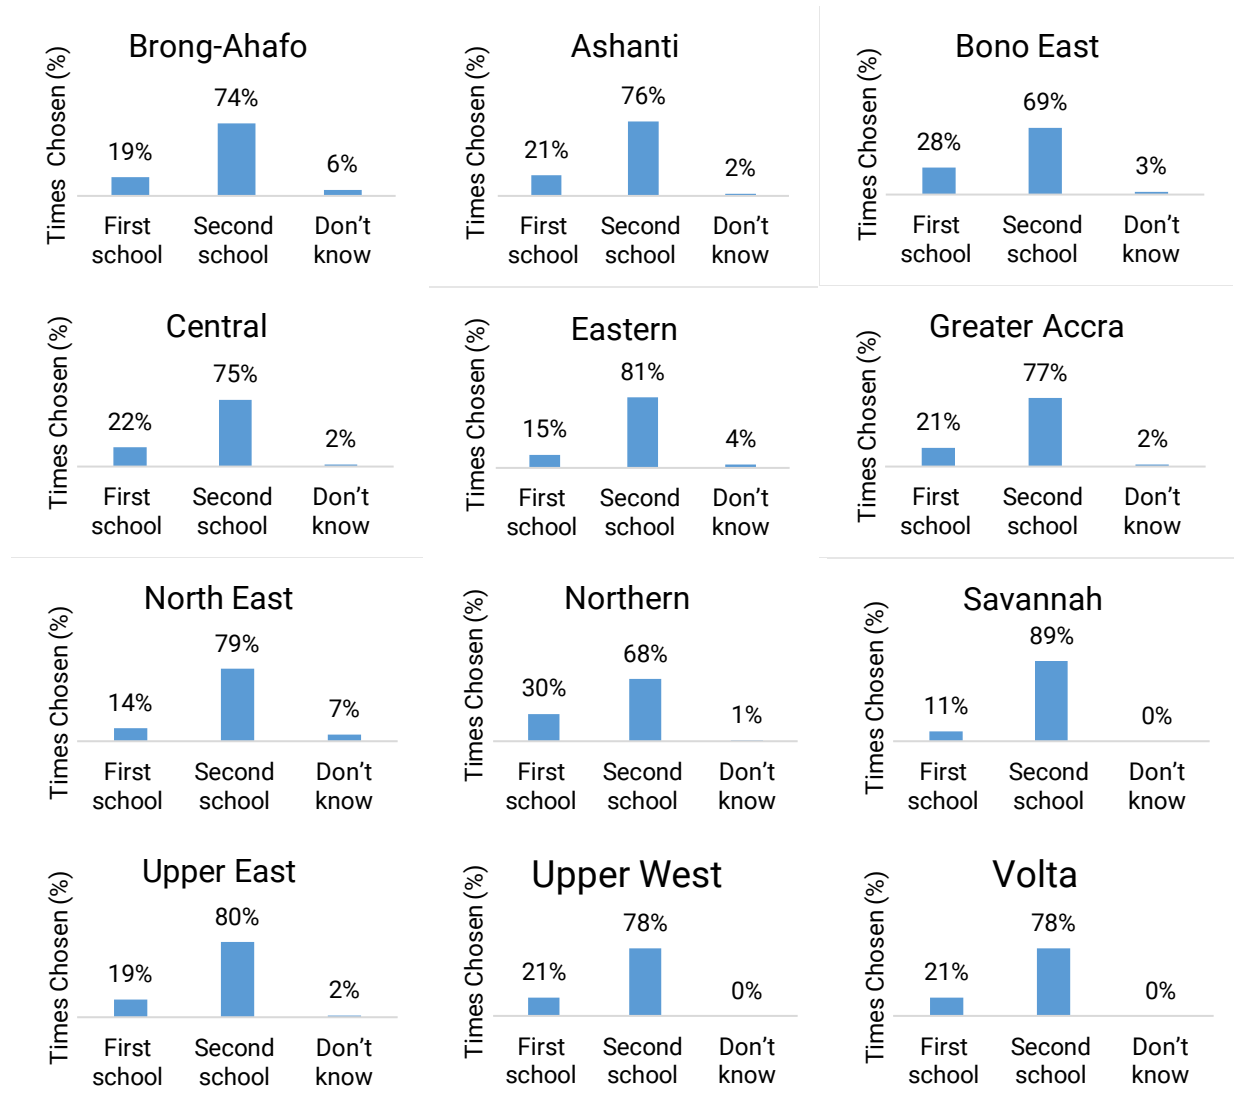 Brong-Ahafo
Times Chosen (%)
74%
19%
6%
First school
Second school
Don't know
Ashanti
Times Chosen (%)
76%
21%
2%
First school
Second school
Don't know
Bono East
Times Chosen (%)
69%
28%
3%
First school
Second school
Don't know
Central
Times Chosen (%)
75%
22%
2%
First school
Second school
Don't know
Eastern
Times Chosen (%)
81%
15%
4%
First school
Second school
Don't know
Greater Accra
Times Chosen (%)
77%
21%
2%
First school
Second school
Don't know
North East
Times Chosen (%)
79%
14%
7%
First school
Second school
Don't know
Northern
Times Chosen (%)
68%
30%
1%
First school
Second school
Don't know
Savannah
Times Chosen (%)
89%
11%
0%
First school
Second school
Don't know
Upper East
Times Chosen (%)
80%
19%
2%
First school
Second school
Don't know
Upper West
Times Chosen (%)
78%
21%
0%
First school
Second school
Don't know
Volta
Times Chosen (%)
78%
21%
0%
First school
Second school
Don't know